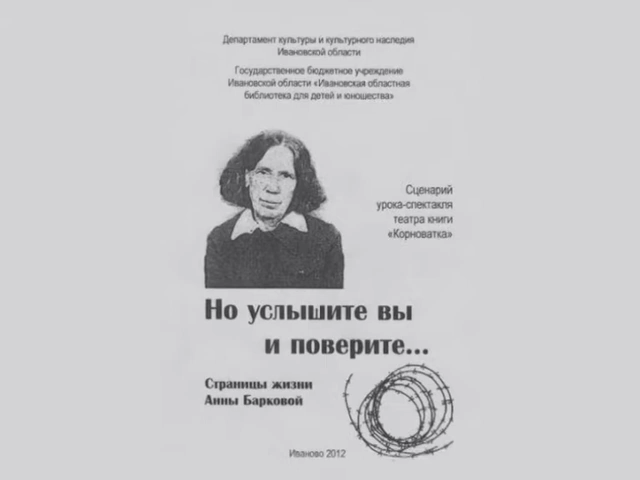 Департамент культуры и культурного наследия
Ивановской области
Государственное бюджетное учреждение
Ивановской области «Ивановская областная
библиотека для детей и юношества»
Сценарий
урока-спектакля
театра книги
«Корноватка»
Но услышите вы
и поверите...
Страницы жизни
Анны Барковой
Иваново 2012